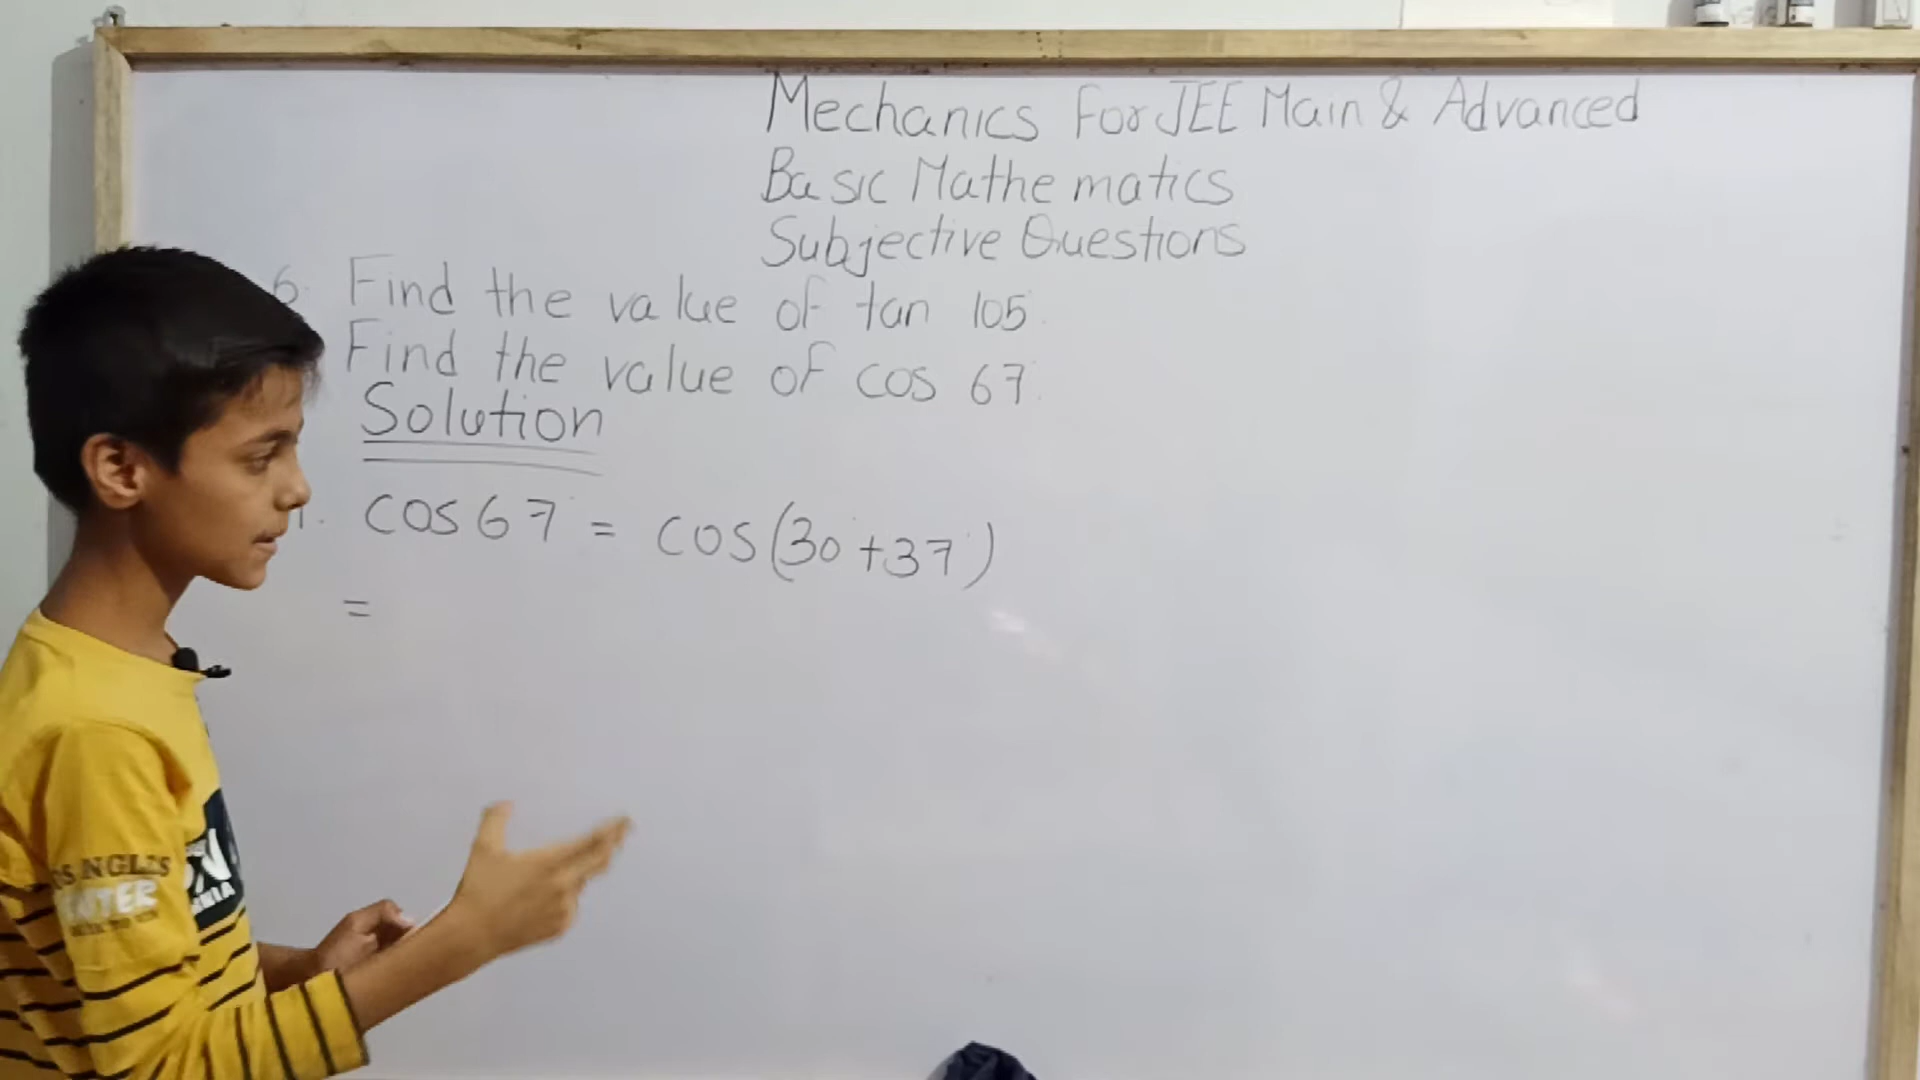 Mechanics For JEE Main & Advanced
Basic Mathematics
Subjective Questions
6. Find the value of tan 105
Find the value of cos 67
Solution
cos 67 = cos(30+37)
=